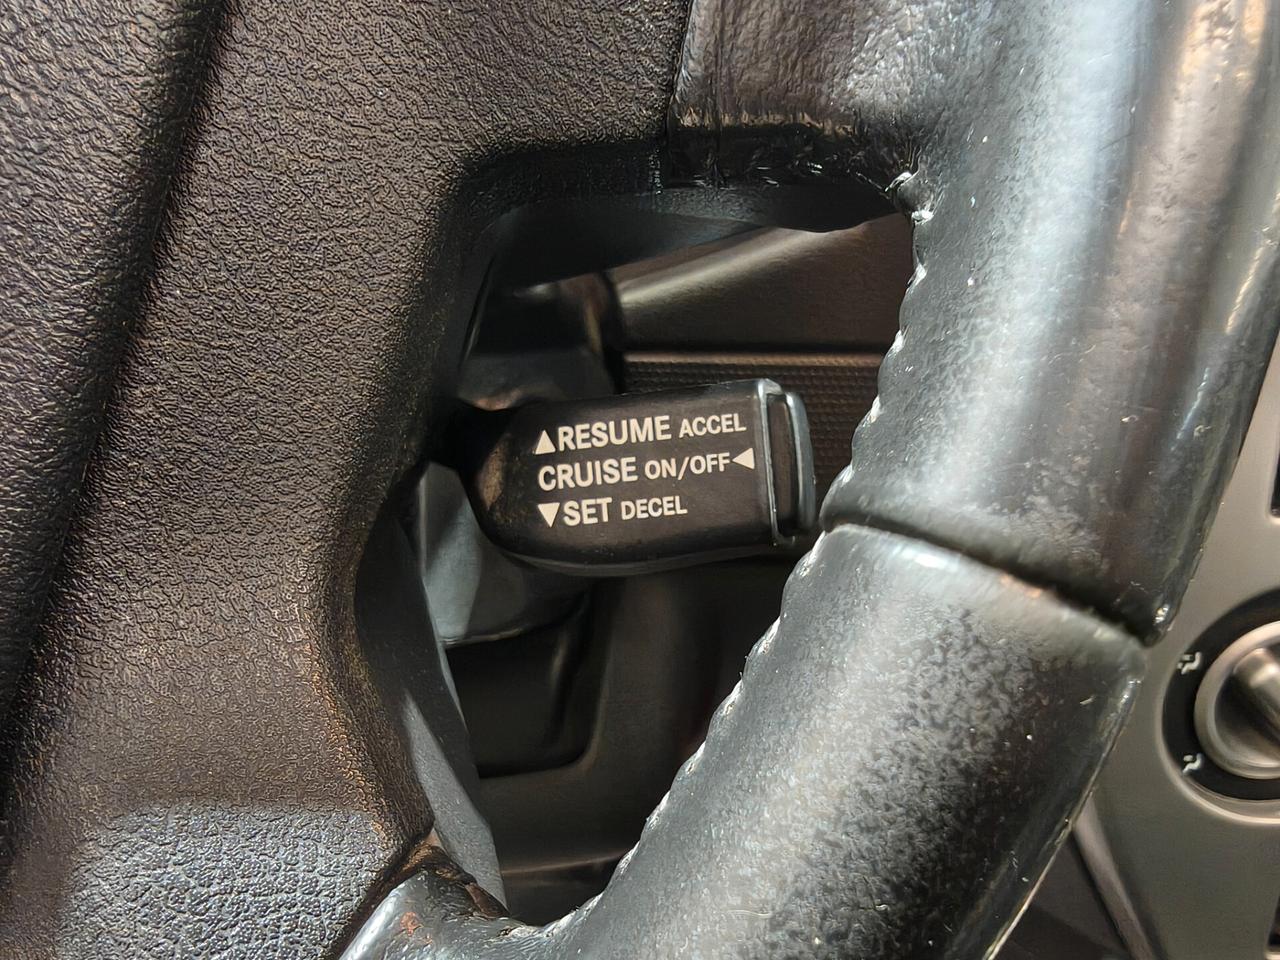 ▲RESUME ACCEL
CRUISE ON/OFF◀
▼SET DECEL